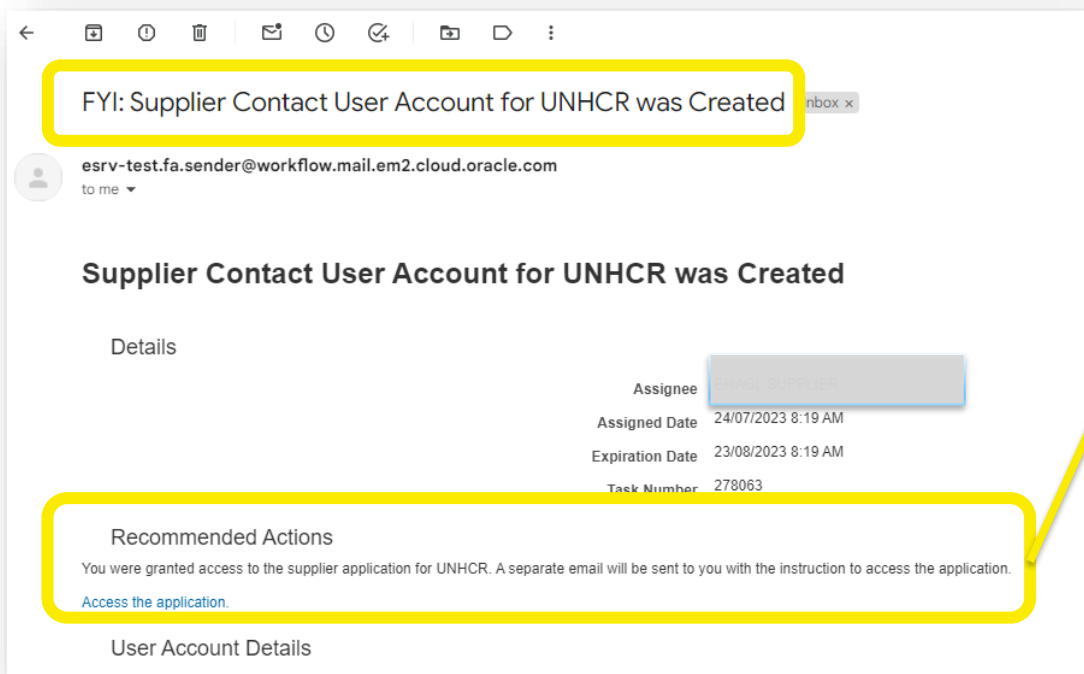 FYI: Supplier Contact User Account for UNHCR was Created nbox ×
esrv-test.fa.sender@workflow.mail.em2.cloud.oracle.com
to me
Supplier Contact User Account for UNHCR was Created
Details
Assignee
Assigned Date 24/07/2023 8:19 AM
Expiration Date 23/08/2023 8:19 AM
Task Number 278063
Recommended Actions
You were granted access to the supplier application for UNHCR. A separate email will be sent to you with the instruction to access the application.
Access the application.
User Account Details